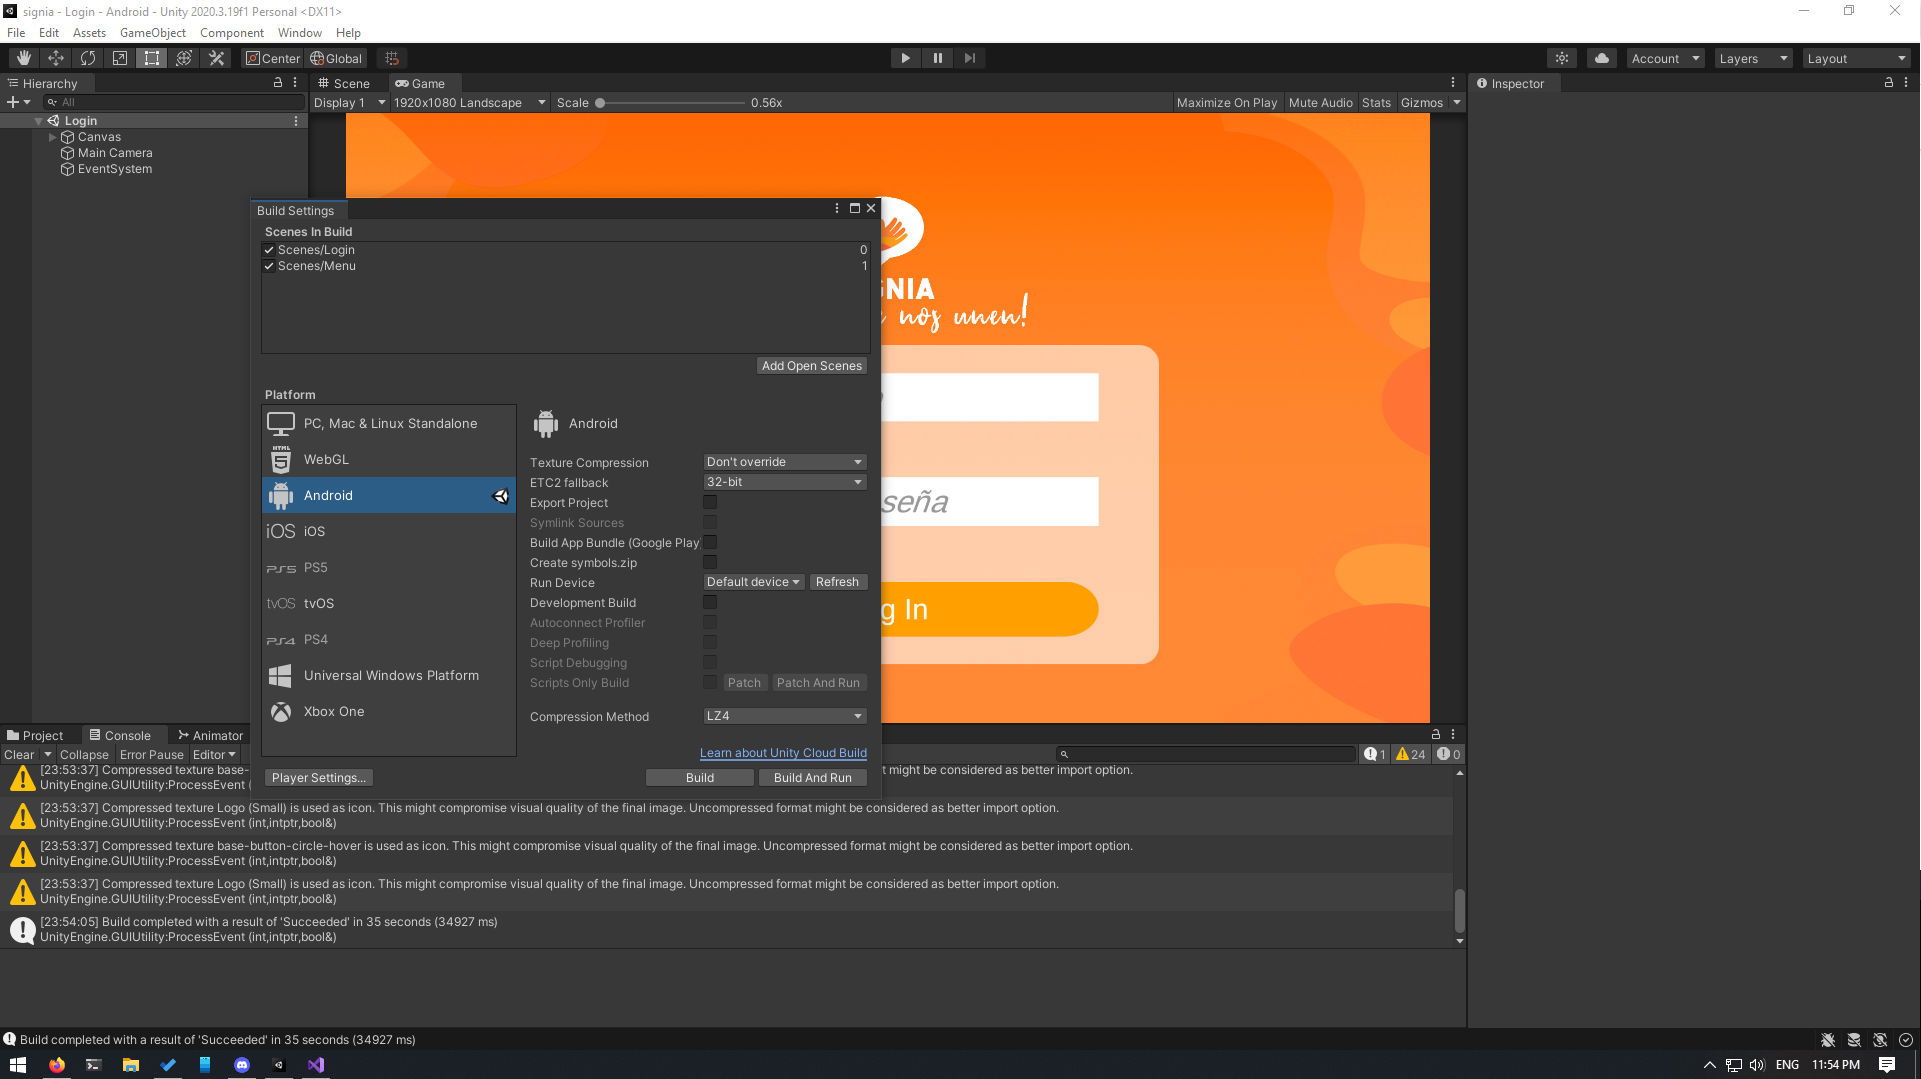 signia - Login - Android - Unity 2020.3.19f1 Personal <DX11>
File Edit Assets GameObject Component Window Help
Center Global Account Layers Layout
Hierarchy
All
Login
Canvas
Main Camera
EventSystem
Scene Game
Display 1 1920x1080 Landscape Scale 0.56x Maximize On Play Mute Audio Stats Gizmos
Inspector
GNIA
nos unen!
seña
g In
Build Settings
Scenes In Build
Scenes/Login 0
Scenes/Menu 1
Add Open Scenes
Platform
PC, Mac & Linux Standalone
HTML 5 WebGL
Android
iOS iOS
PS5 PS5
tvOS tvOS
PS4 PS4
Universal Windows Platform
Xbox One
Android
Texture Compression Don't override
ETC2 fallback 32-bit
Export Project
Symlink Sources
Build App Bundle (Google Play
Create symbols.zip
Run Device Default device Refresh
Development Build
Autoconnect Profiler
Deep Profiling
Script Debugging
Scripts Only Build Patch Patch And Run
Compression Method LZ4
Learn about Unity Cloud Build
Player Settings... Build Build And Run
Project Console Animator
Clear Collapse Error Pause Editor 1 24 0
[23:53:37] Compressed texture base- t might be considered as better import option.
UnityEngine.GUIUtility:ProcessEvent (
[23:53:37] Compressed texture Logo (Small) is used as icon. This might compromise visual quality of the final image. Uncompressed format might be considered as better import option.
UnityEngine.GUIUtility:ProcessEvent (int,intptr,bool&)
[23:53:37] Compressed texture base-button-circle-hover is used as icon. This might compromise visual quality of the final image. Uncompressed format might be considered as better import option.
UnityEngine.GUIUtility:ProcessEvent (int,intptr,bool&)
[23:53:37] Compressed texture Logo (Small) is used as icon. This might compromise visual quality of the final image. Uncompressed format might be considered as better import option.
UnityEngine.GUIUtility:ProcessEvent (int,intptr,bool&)
[23:54:05] Build completed with a result of 'Succeeded' in 35 seconds (34927 ms)
UnityEngine.GUIUtility:ProcessEvent (int,intptr,bool&)
Build completed with a result of 'Succeeded' in 35 seconds (34927 ms)
ENG 11:54 PM